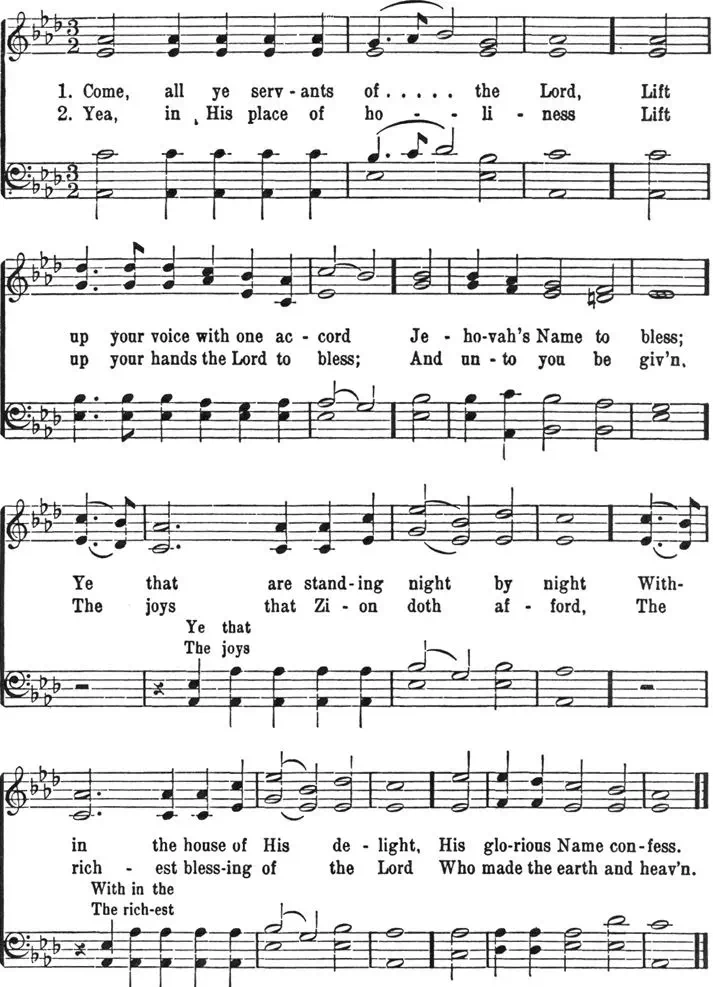 1. Come, all ye serv - ants of . . . . . the Lord, Lift
2. Yea, in His place of ho - - li - ness Lift
up your voice with one ac - cord Je - ho-vah's Name to bless;
up your hands the Lord to bless; And un - to you be giv'n.
Ye that are stand-ing night by night With-
The joys that Zi - on doth af - ford, The
Ye that
The joys
in the house of His de - light, His glo-rious Name con-fess.
rich - est bless-ing of the Lord Who made the earth and heav'n.
With in the
The rich-est